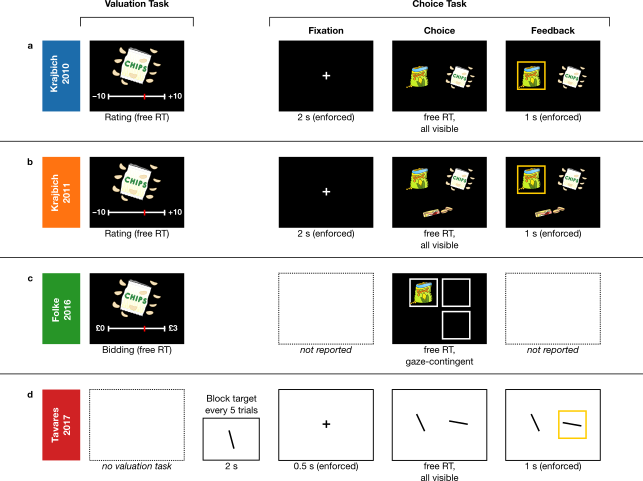 Valuation Task
Choice Task
Fixation
Choice
Feedback
a
Krajbich
2010
CHIPS
−10
+10
Rating (free RT)
+
2 s (enforced)
CHIPS
free RT,
all visible
CHIPS
1 s (enforced)
b
Krajbich
2011
CHIPS
−10
+10
Rating (free RT)
+
2 s (enforced)
CHIPS
free RT,
all visible
CHIPS
1 s (enforced)
c
Folke
2016
CHIPS
£0
£3
Bidding (free RT)
not reported
free RT,
gaze-contingent
not reported
d
Tavares
2017
no valuation task
Block target
every 5 trials
2 s
+
0.5 s (enforced)
free RT,
all visible
1 s (enforced)